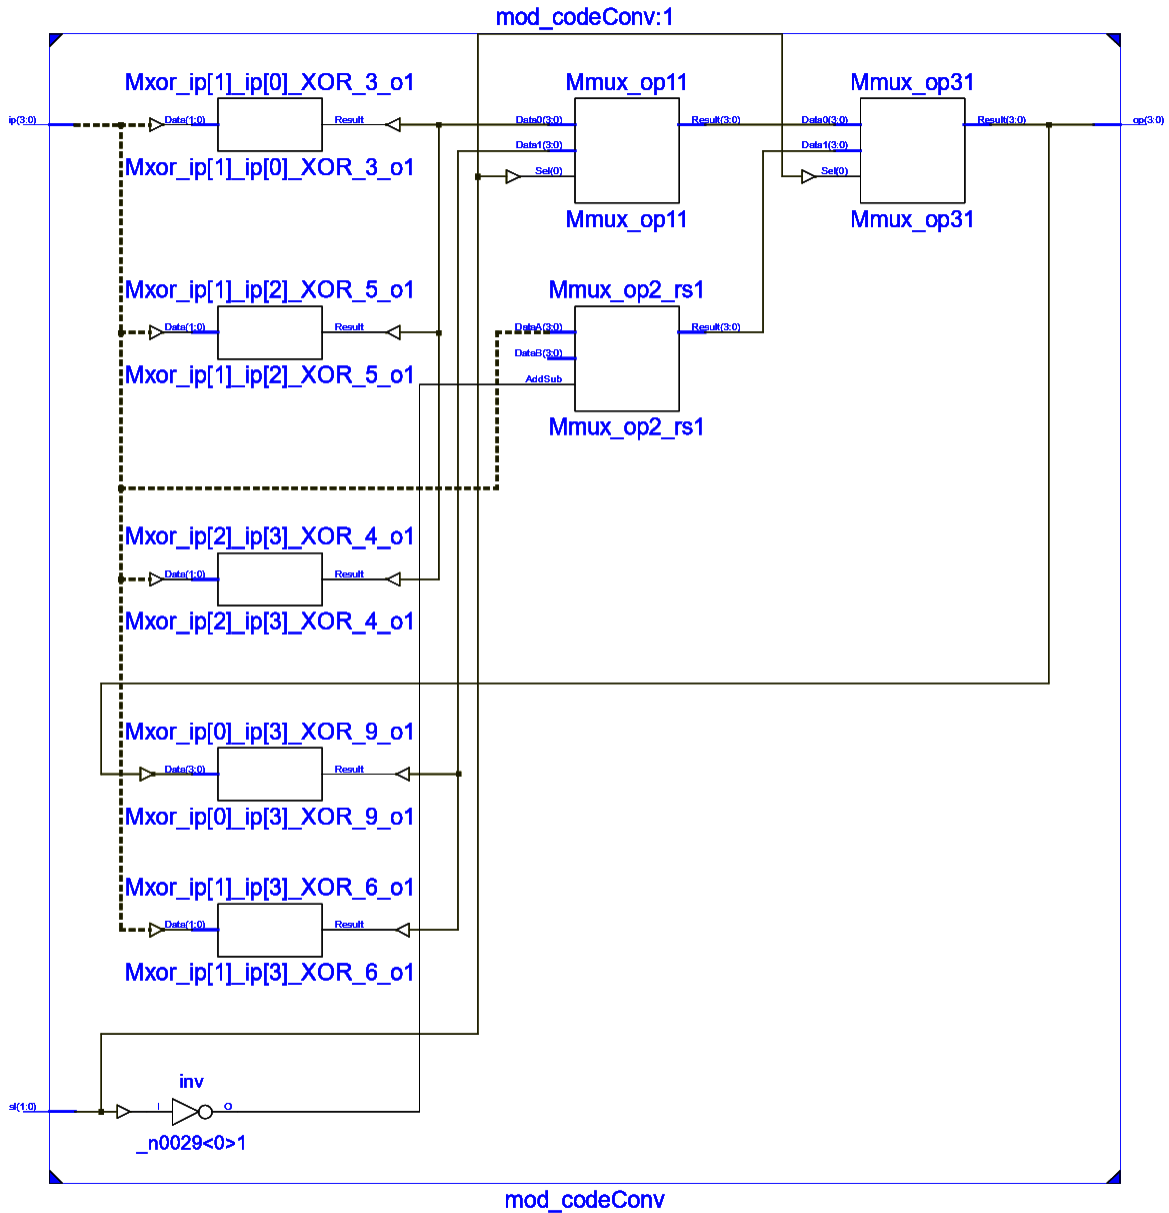 mod_codeConv:1
Mxor_ip[1]_ip[0]_XOR_3_o1
Mmux_op11
Mmux_op31
ip(3:0)
Data(1:0)
Result
Data0(3:0)
Result(3:0)
Data0(3:0)
Result(3:0)
op(3:0)
Data1(3:0)
Data1(3:0)
Mxor_ip[1]_ip[0]_XOR_3_o1
Sel(0)
Sel(0)
Mmux_op11
Mmux_op31
Mxor_ip[1]_ip[2]_XOR_5_o1
Mmux_op2_rs1
Data(1:0)
Result
DataA(3:0)
Result(3:0)
DataB(3:0)
Mxor_ip[1]_ip[2]_XOR_5_o1
AddSub
Mmux_op2_rs1
Mxor_ip[2]_ip[3]_XOR_4_o1
Data(1:0)
Result
Mxor_ip[2]_ip[3]_XOR_4_o1
Mxor_ip[0]_ip[3]_XOR_9_o1
Data(3:0)
Result
Mxor_ip[0]_ip[3]_XOR_9_o1
Mxor_ip[1]_ip[3]_XOR_6_o1
Data(1:0)
Result
Mxor_ip[1]_ip[3]_XOR_6_o1
inv
sl(1:0)
I
O
_n0029<0>1
mod_codeConv